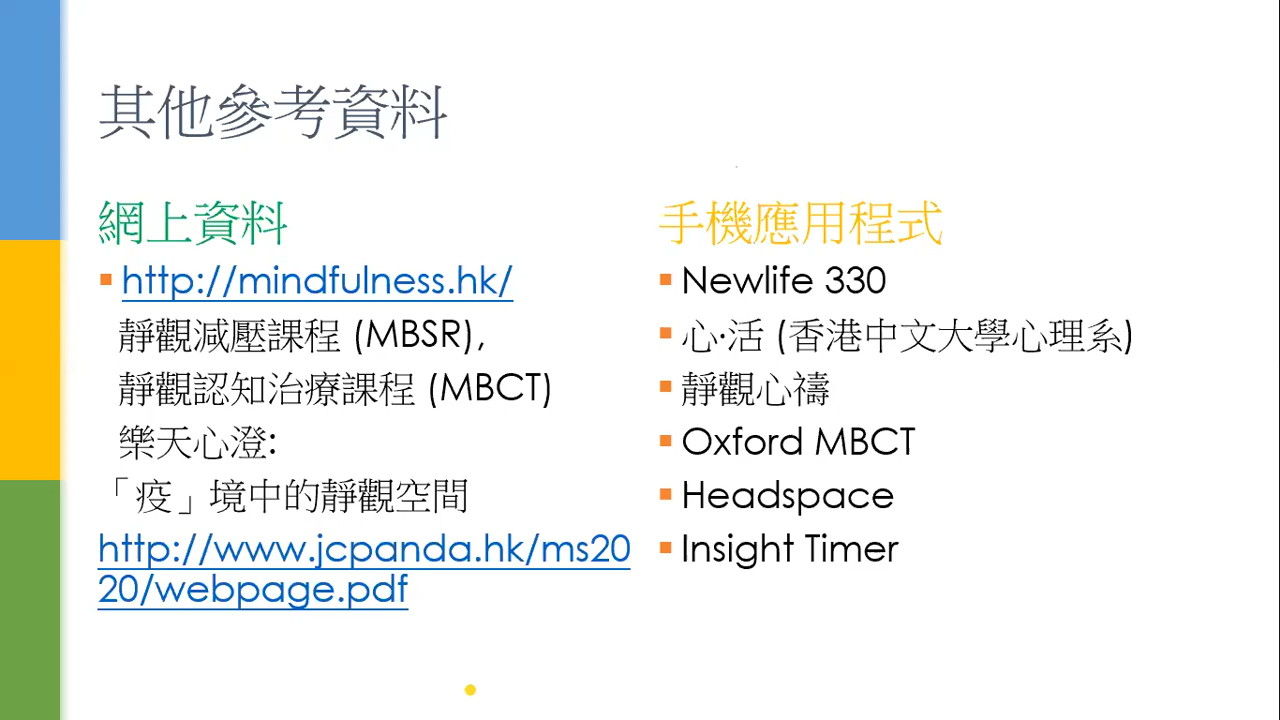 其他參考資料
網上資料
http://mindfulness.hk/
靜觀減壓課程 (MBSR),
靜觀認知治療課程 (MBCT)
樂天心澄:
「疫」境中的靜觀空間
http://www.jcpanda.hk/ms20
20/webpage.pdf
手機應用程式
Newlife 330
心·活 (香港中文大學心理系)
靜觀心禱
Oxford MBCT
Headspace
Insight Timer